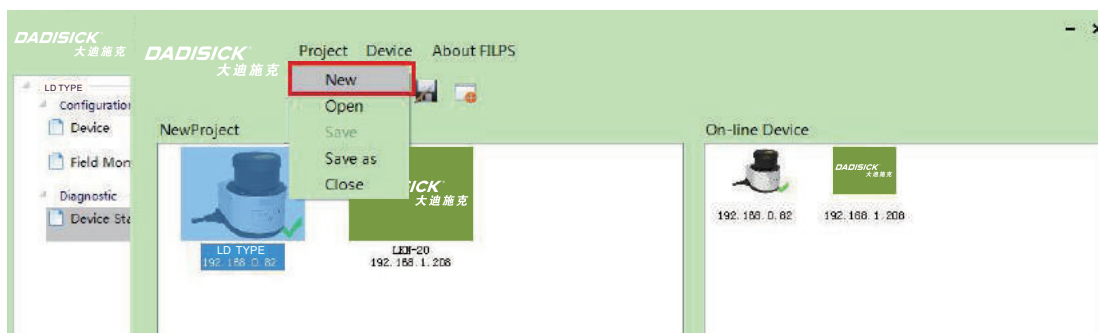 DADISICK
大迪施克
DADISICK
大迪施克
Project Device About FILPS
New
Open
Save
Save as
Close
LD TYPE
Configuration
Device
Field Mon
Diagnostic
Device Sta
NewProject
ICK
大迪施克
LD TYPE
192.168.0.82
LEN-20
192.168.1.208
On-line Device
DADISICK
大迪施克
192.168.0.82
192.168.1.208